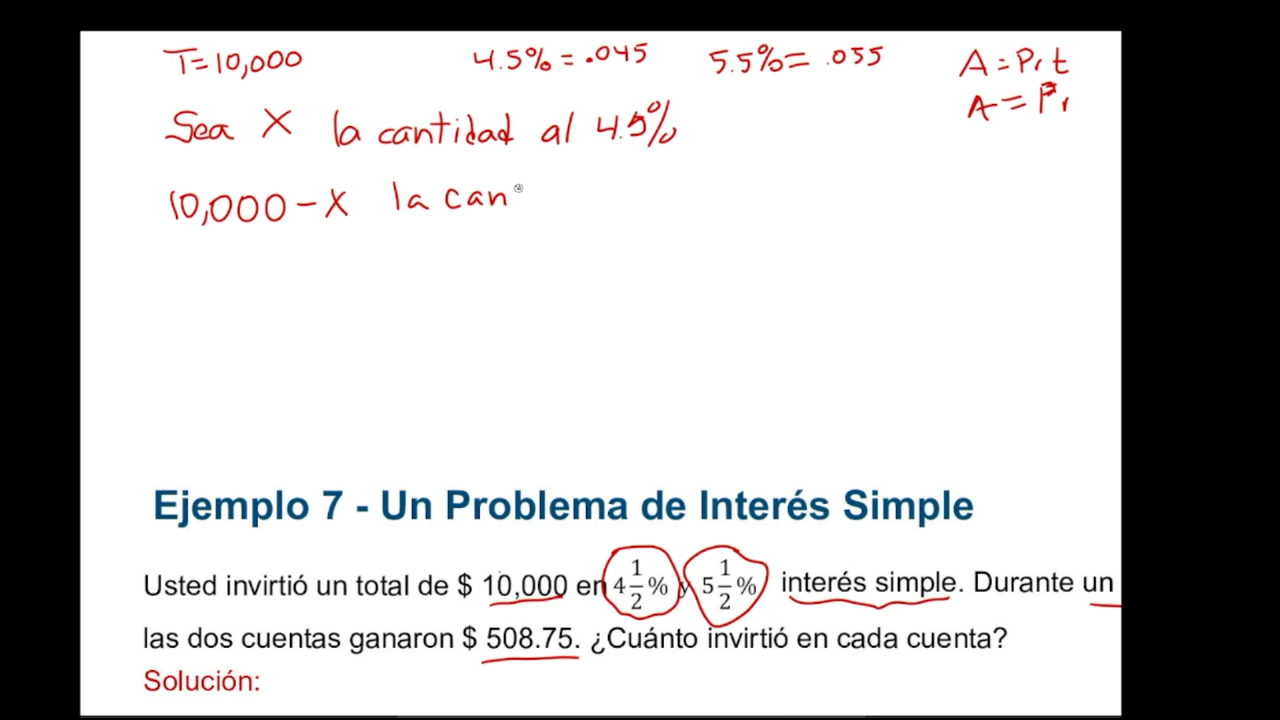 T=10,000 4.5% = .045 5.5% = .055 A = Prt
A = Pr
Sea X la cantidad al 4.5%
10,000 - X la can
Ejemplo 7 - Un Problema de Interés Simple
Usted invirtió un total de $ 10,000 en 4 1/2 % y 5 1/2 % interés simple. Durante un
las dos cuentas ganaron $ 508.75. ¿Cuánto invirtió en cada cuenta?
Solución: